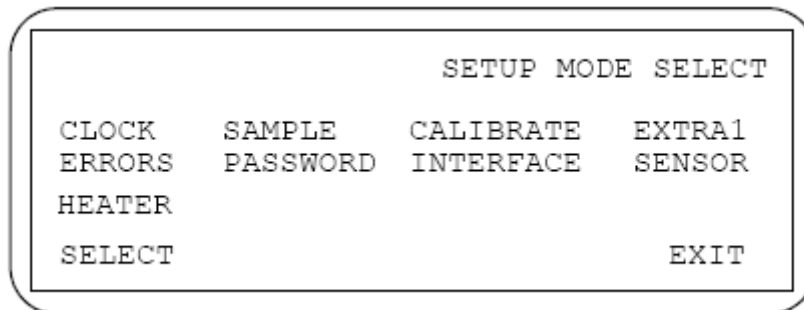 SETUP MODE SELECT
CLOCK SAMPLE CALIBRATE EXTRA1
ERRORS PASSWORD INTERFACE SENSOR
HEATER
SELECT EXIT